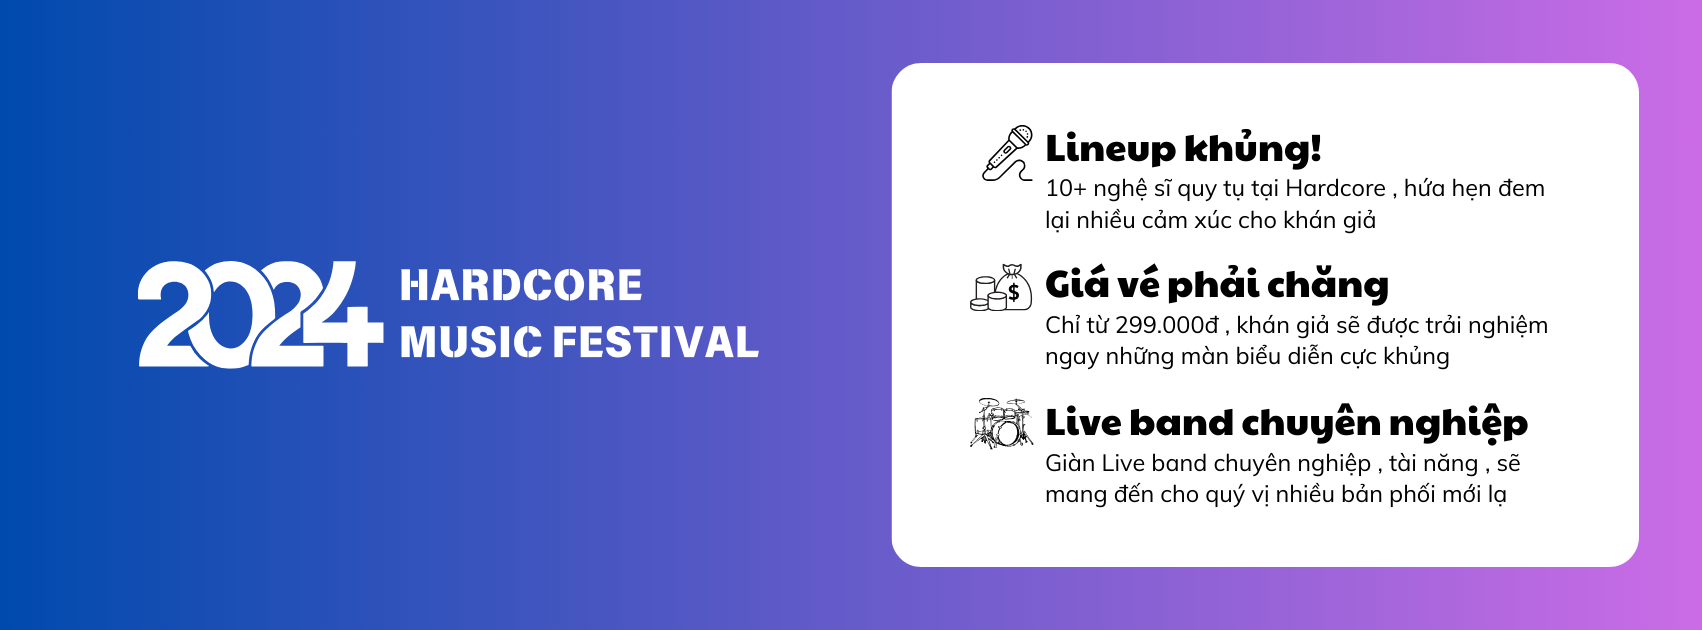 2024
HARDCORE
MUSIC FESTIVAL
Lineup khủng!
10+ nghệ sĩ quy tụ tại Hardcore , hứa hẹn đem
lại nhiều cảm xúc cho khán giả
$
Giá vé phải chăng
Chỉ từ 299.000đ , khán giả sẽ được trải nghiệm
ngay những màn biểu diễn cực khủng
Live band chuyên nghiệp
Giàn Live band chuyên nghiệp , tài năng , sẽ
mang đến cho quý vị nhiều bản phối mới lạ